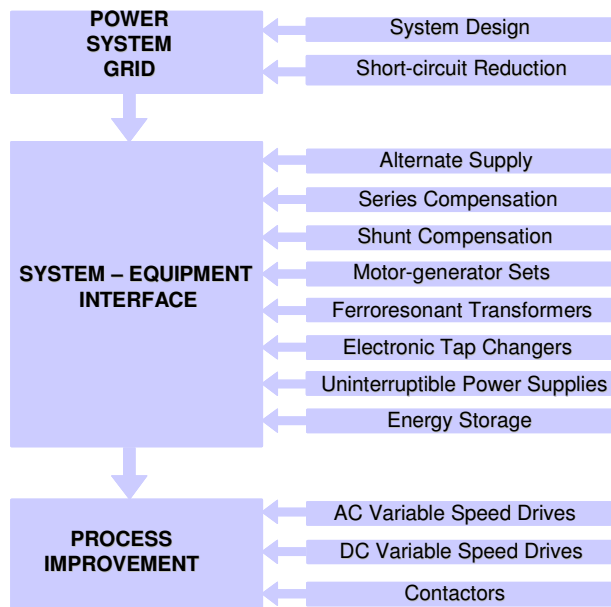 POWER
SYSTEM
GRID
System Design
Short-circuit Reduction
SYSTEM – EQUIPMENT
INTERFACE
Alternate Supply
Series Compensation
Shunt Compensation
Motor-generator Sets
Ferroresonant Transformers
Electronic Tap Changers
Uninterruptible Power Supplies
Energy Storage
PROCESS
IMPROVEMENT
AC Variable Speed Drives
DC Variable Speed Drives
Contactors